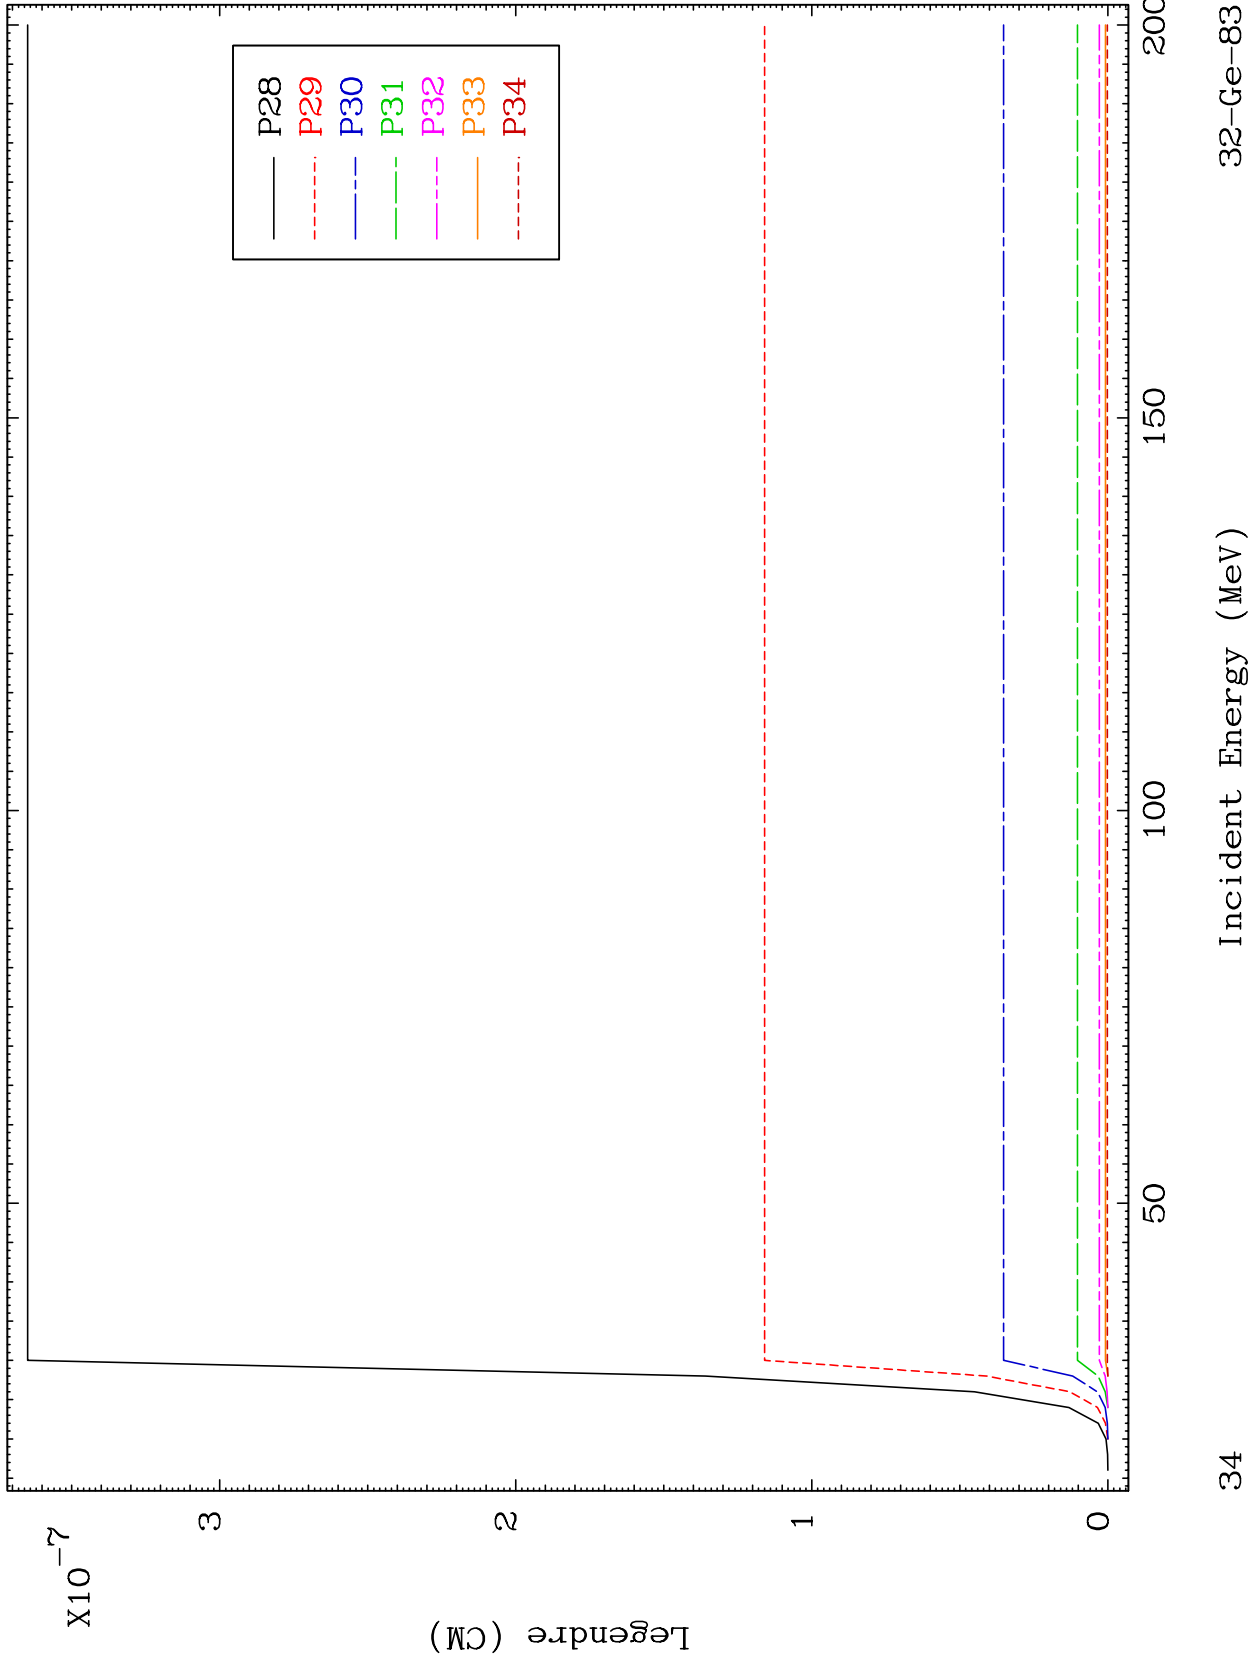 X10-7
Legendre (CM)
3
2
1
0
P28
P29
P30
P31
P32
P33
P34
50
100
150
200
Incident Energy (MeV)
34
32-Ge-83